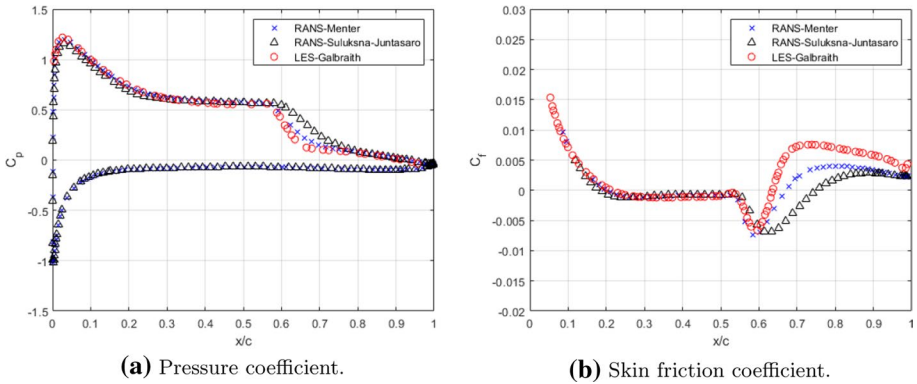 1.5
1
0.5
0
-0.5
-1
-1.5
0 0.1 0.2 0.3 0.4 0.5 0.6 0.7 0.8 0.9 1
Cp
x/c
RANS-Menter
RANS-Suluksna-Juntasaro
LES-Galbraith
(a) Pressure coefficient.
0.03
0.025
0.02
0.015
0.01
0.005
0
-0.005
-0.01
-0.015
-0.02
0 0.1 0.2 0.3 0.4 0.5 0.6 0.7 0.8 0.9 1
Cf
x/c
RANS-Menter
RANS-Suluksna-Juntasaro
LES-Galbraith
(b) Skin friction coefficient.